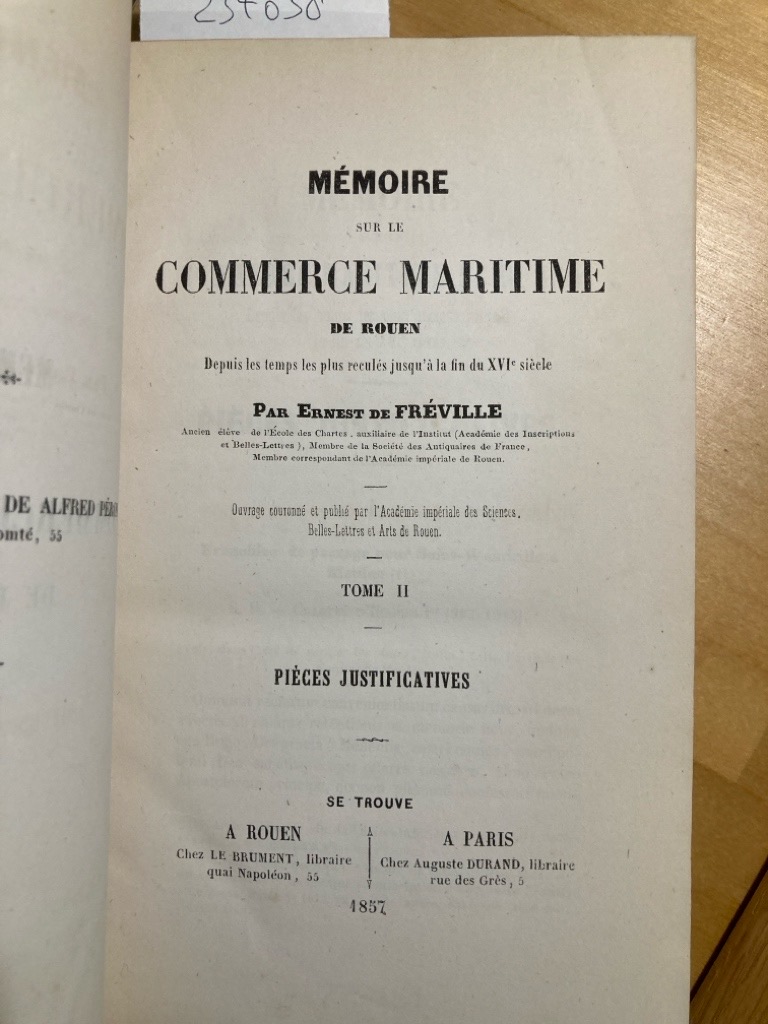 254650
MÉMOIRE
SUR LE
COMMERCE MARITIME
DE ROUEN
Depuis les temps les plus reculés jusqu'à la fin du XVIe siècle
PAR ERNEST DE FRÉVILLE
Ancien élève de l'École des Chartes, auxiliaire de l'Institut (Académie des Inscriptions
et Belles-Lettres), Membre de la Société des Antiquaires de France,
Membre correspondant de l'Académie impériale de Rouen.
Ouvrage couronné et publié par l'Académie impériale des Sciences,
Belles-Lettres et Arts de Rouen.
TOME II
PIÈCES JUSTIFICATIVES
SE TROUVE
A ROUEN
Chez LE BRUMENT, libraire
quai Napoléon, 55
A PARIS
Chez Auguste DURAND, libraire
rue des Grès, 5
1857
DE ALFRED PÉR
omté, 55